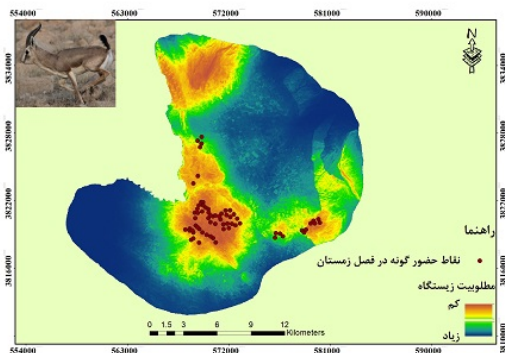 554000 563000 572000 581000 590000
N
3834000 3834000
3828000 3828000
3822000 3822000
3816000 3816000
3810000
راهنما
نقاط حضور گونه در فصل زمستان
مطلوبیت زیستگاه
کم
زیاد
0 1.5 3 6 9 12
Kilometers
554000 563000 572000 581000 590000